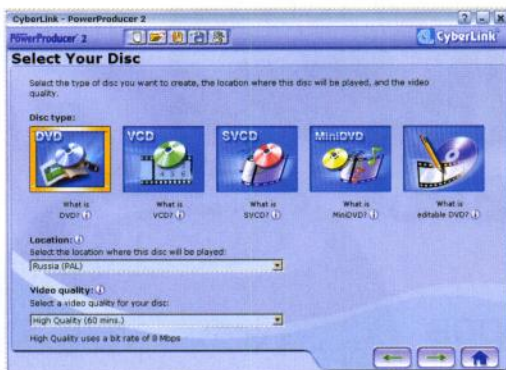 CyberLink - PowerProducer 2
PowerProducer 2
CyberLink
Select Your Disc
Select the type of disc you want to create, the location where this disc will be played, and the video
quality.
Disc type:
DVD VCD SVCD MiniDVD
What is
DVD?
What is
VCD?
What is
SVCD?
What is
MiniDVD?
What is
editable DVD?
Location:
Select the location where this disc will be played:
Russia (PAL)
Video quality:
Select a video quality for your disc:
High Quality (60 mins.)
High Quality uses a bit rate of 8 Mbps